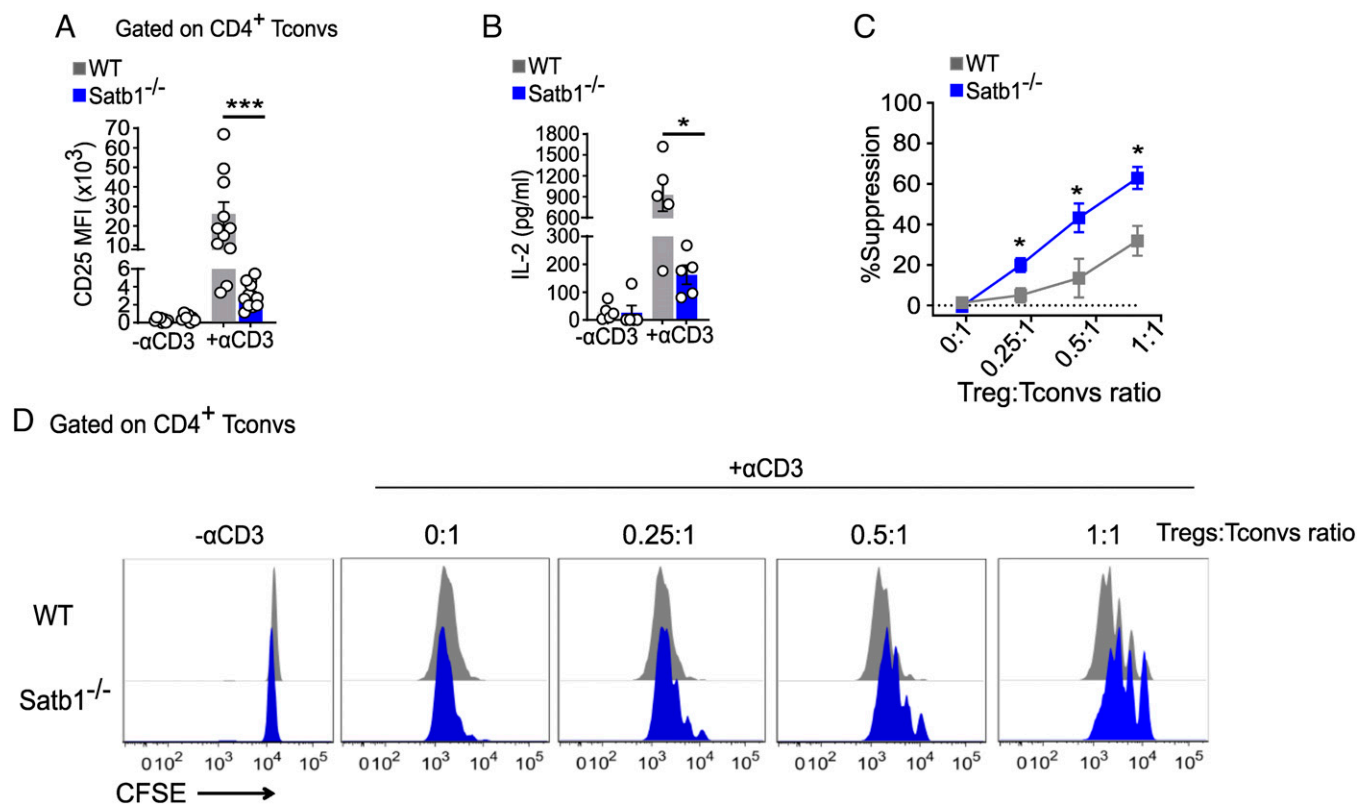 A Gated on CD4+ Tconvs
WT
Satb1-/-
***
CD25 MFI (x10³)
70
60
50
40
30
20
10
6
4
2
0
-αCD3 +αCD3
B
WT
Satb1-/-
*
IL-2 (pg/ml)
1800
1500
1200
900
600
300
200
100
0
-αCD3 +αCD3
C
WT
Satb1-/-
%Suppression
100
80
60
40
20
0
* * *
0:1 0.25:1 0.5:1 1:1
Treg:Tconvs ratio
D Gated on CD4+ Tconvs
+αCD3
-αCD3 0:1 0.25:1 0.5:1 1:1 Tregs:Tconvs ratio
WT
Satb1-/-
0 10² 10³ 10⁴ 10⁵ 0 10² 10³ 10⁴ 10⁵ 0 10² 10³ 10⁴ 10⁵ 0 10² 10³ 10⁴ 10⁵ 0 10² 10³ 10⁴ 10⁵
CFSE